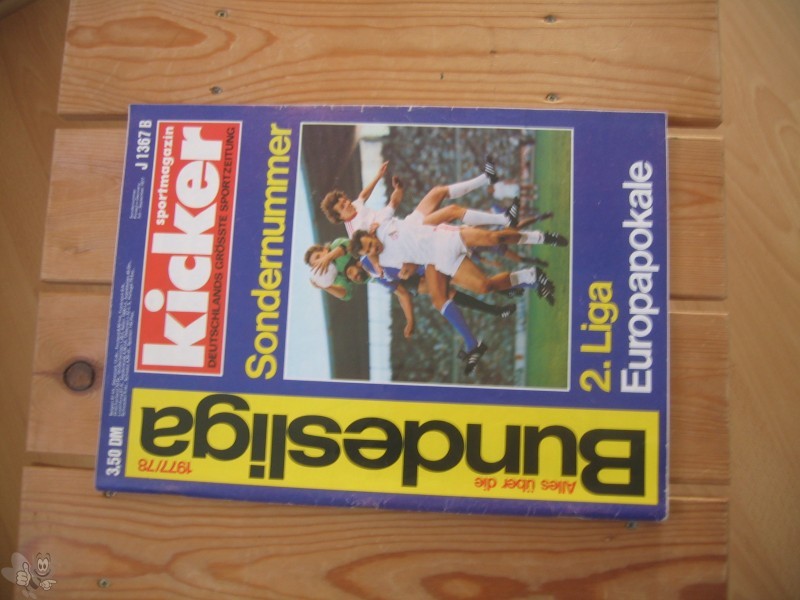 3.50 DM
J 1367 B
kicker
sportmagazin
DEUTSCHLANDS GRÖSSTE SPORTZEITUNG
Alles über die
Bundesliga
1977/78
Sondernummer
2. Liga
Europapokale